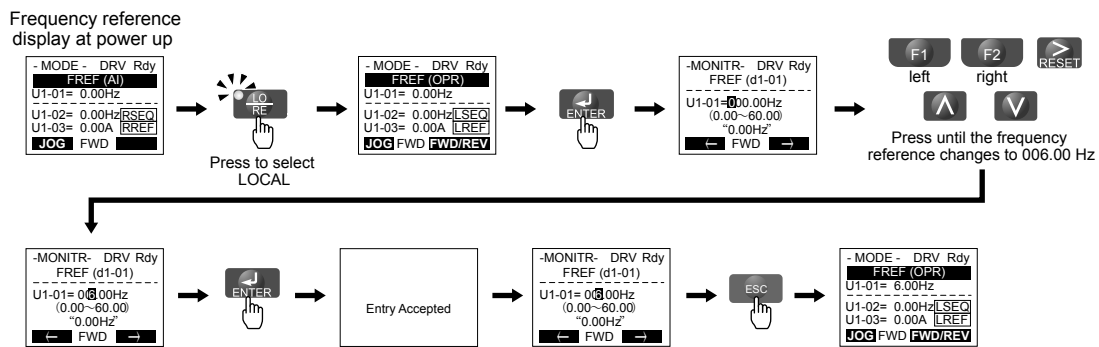 Frequency reference
display at power up
- MODE - DRV Rdy
FREF (AI)
U1-01= 0.00Hz
U1-02= 0.00Hz RSEQ
U1-03= 0.00A RREF
JOG FWD
LO
RE
Press to select
LOCAL
- MODE - DRV Rdy
FREF (OPR)
U1-01= 0.00Hz
U1-02= 0.00Hz LSEQ
U1-03= 0.00A LREF
JOG FWD FWD/REV
ENTER
-MONITR- DRV Rdy
FREF (d1-01)
U1-01=000.00Hz
(0.00~60.00)
“0.00Hz”
← FWD →
F1 F2 > RESET
left right
Λ V
Press until the frequency
reference changes to 006.00 Hz
-MONITR- DRV Rdy
FREF (d1-01)
U1-01= 006.00Hz
(0.00~60.00)
“0.00Hz”
← FWD →
ENTER
Entry Accepted
-MONITR- DRV Rdy
FREF (d1-01)
U1-01= 006.00Hz
(0.00~60.00)
“0.00Hz”
← FWD →
ESC
- MODE - DRV Rdy
FREF (OPR)
U1-01= 6.00Hz
U1-02= 0.00Hz LSEQ
U1-03= 0.00A LREF
JOG FWD FWD/REV